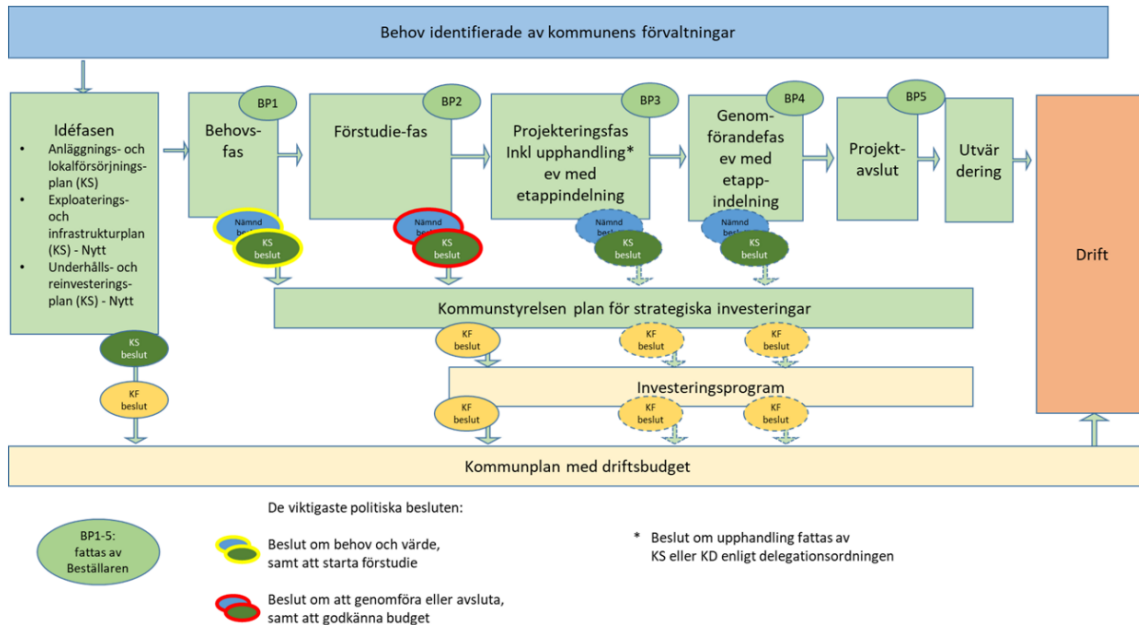 Behov identifierade av kommunens förvaltningar
Idéfasen
• Anläggnings- och
lokalförsörjnings-
plan (KS)
• Exploaterings-
och
infrastrukturplan
(KS) - Nytt
• Underhålls- och
reinvesterings-
plan (KS) - Nytt
KS
beslut
KF
beslut
BP1
Behovs-
fas
Nämnd
beslut
KS
beslut
BP2
Förstudie-fas
Nämnd
beslut
KS
beslut
BP3
Projekteringsfas
Inkl upphandling*
ev med
etappindelning
Nämnd
beslut
KS
beslut
BP4
Genom-
förandefas
ev med
etapp-
indelning
Nämnd
beslut
KS
beslut
BP5
Projekt-
avslut
Utvär
dering
Drift
Kommunstyrelsen plan för strategiska investeringar
KF
beslut
KF
beslut
KF
beslut
Investeringsprogram
KF
beslut
KF
beslut
KF
beslut
Kommunplan med driftsbudget
BP1-5:
fattas av
Beställaren
De viktigaste politiska besluten:
Beslut om behov och värde,
samt att starta förstudie
Beslut om att genomföra eller avsluta,
samt att godkänna budget
* Beslut om upphandling fattas av
KS eller KD enligt delegationsordningen